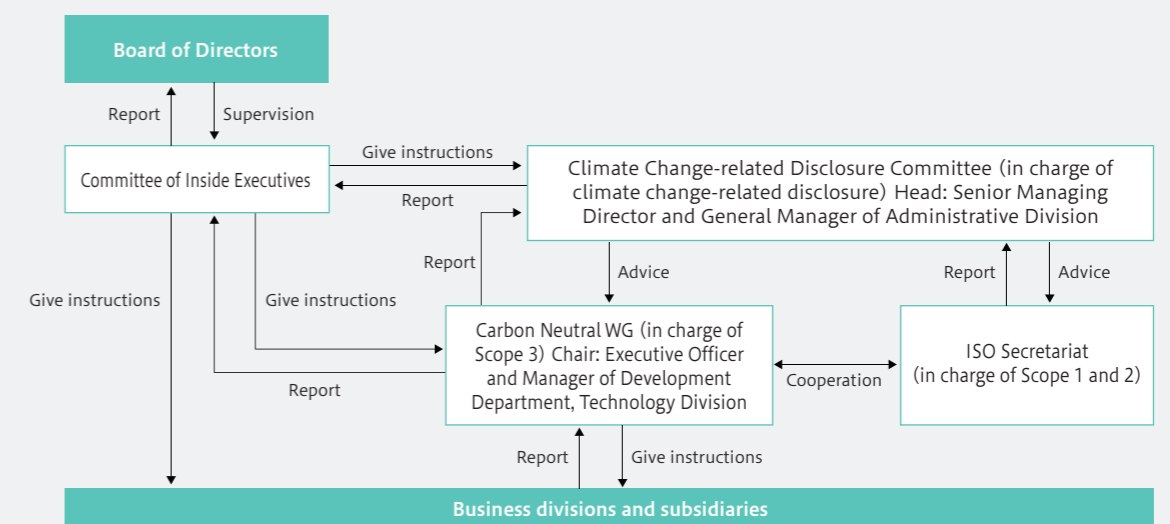 Board of Directors
Report
Supervision
Committee of Inside Executives
Give instructions
Report
Climate Change-related Disclosure Committee (in charge of
climate change-related disclosure) Head: Senior Managing
Director and General Manager of Administrative Division
Report
Advice
Report
Advice
Give instructions
Give instructions
Report
Carbon Neutral WG (in charge of
Scope 3) Chair: Executive Officer
and Manager of Development
Department, Technology Division
Cooperation
ISO Secretariat
(in charge of Scope 1 and 2)
Report
Give instructions
Business divisions and subsidiaries